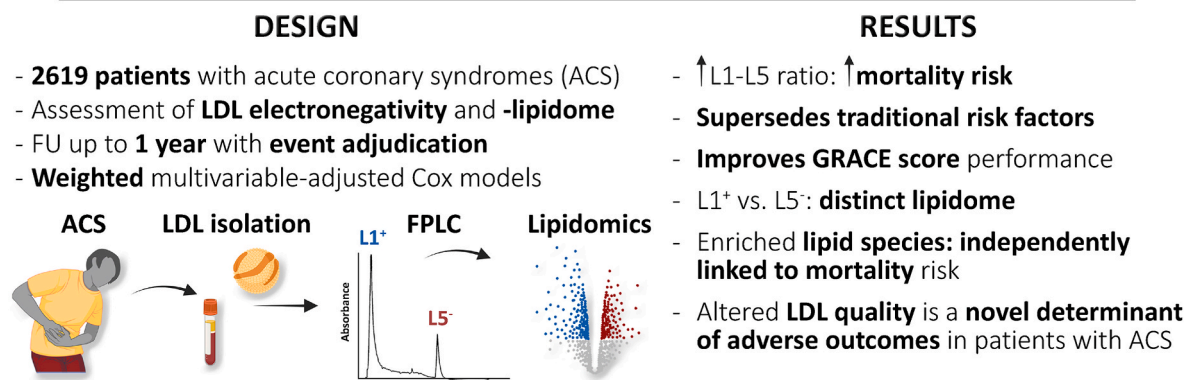 DESIGN
- 2619 patients with acute coronary syndromes (ACS)
- Assessment of LDL electronegativity and -lipidome
- FU up to 1 year with event adjudication
- Weighted multivariable-adjusted Cox models
ACS
LDL isolation
FPLC
Lipidomics
L1⁺
L5⁻
Absorbance
RESULTS
- ↑L1-L5 ratio: ↑mortality risk
- Supersedes traditional risk factors
- Improves GRACE score performance
- L1⁺ vs. L5⁻: distinct lipidome
- Enriched lipid species: independently
linked to mortality risk
- Altered LDL quality is a novel determinant
of adverse outcomes in patients with ACS